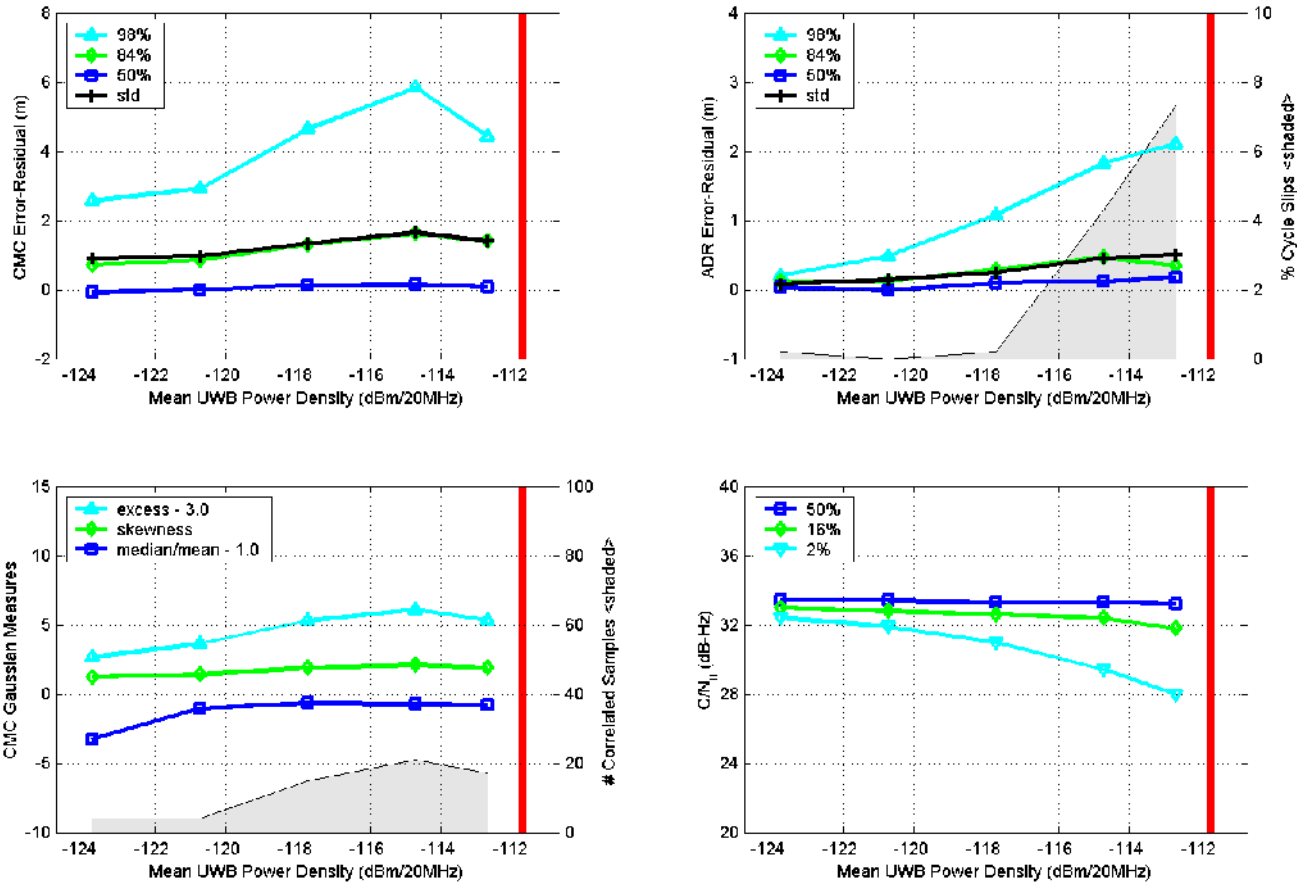 8
6
4
2
0
-2
CMC Error-Residual (m)
98%
84%
50%
std
-124 -122 -120 -118 -116 -114 -112
Mean UWB Power Density (dBm/20MHz)
4
3
2
1
0
-1
ADR Error-Residual (m)
98%
84%
50%
std
10
8
6
4
2
0
% Cycle Slips <shaded>
-124 -122 -120 -118 -116 -114 -112
Mean UWB Power Density (dBm/20MHz)
15
10
5
0
-5
-10
CMC Gaussian Measures
excess - 3.0
skewness
median/mean - 1.0
100
80
60
40
20
0
# Correlated Samples <shaded>
-124 -122 -120 -118 -116 -114 -112
Mean UWB Power Density (dBm/20MHz)
40
36
32
28
24
20
C/N0 (dB-Hz)
50%
16%
2%
-124 -122 -120 -118 -116 -114 -112
Mean UWB Power Density (dBm/20MHz)